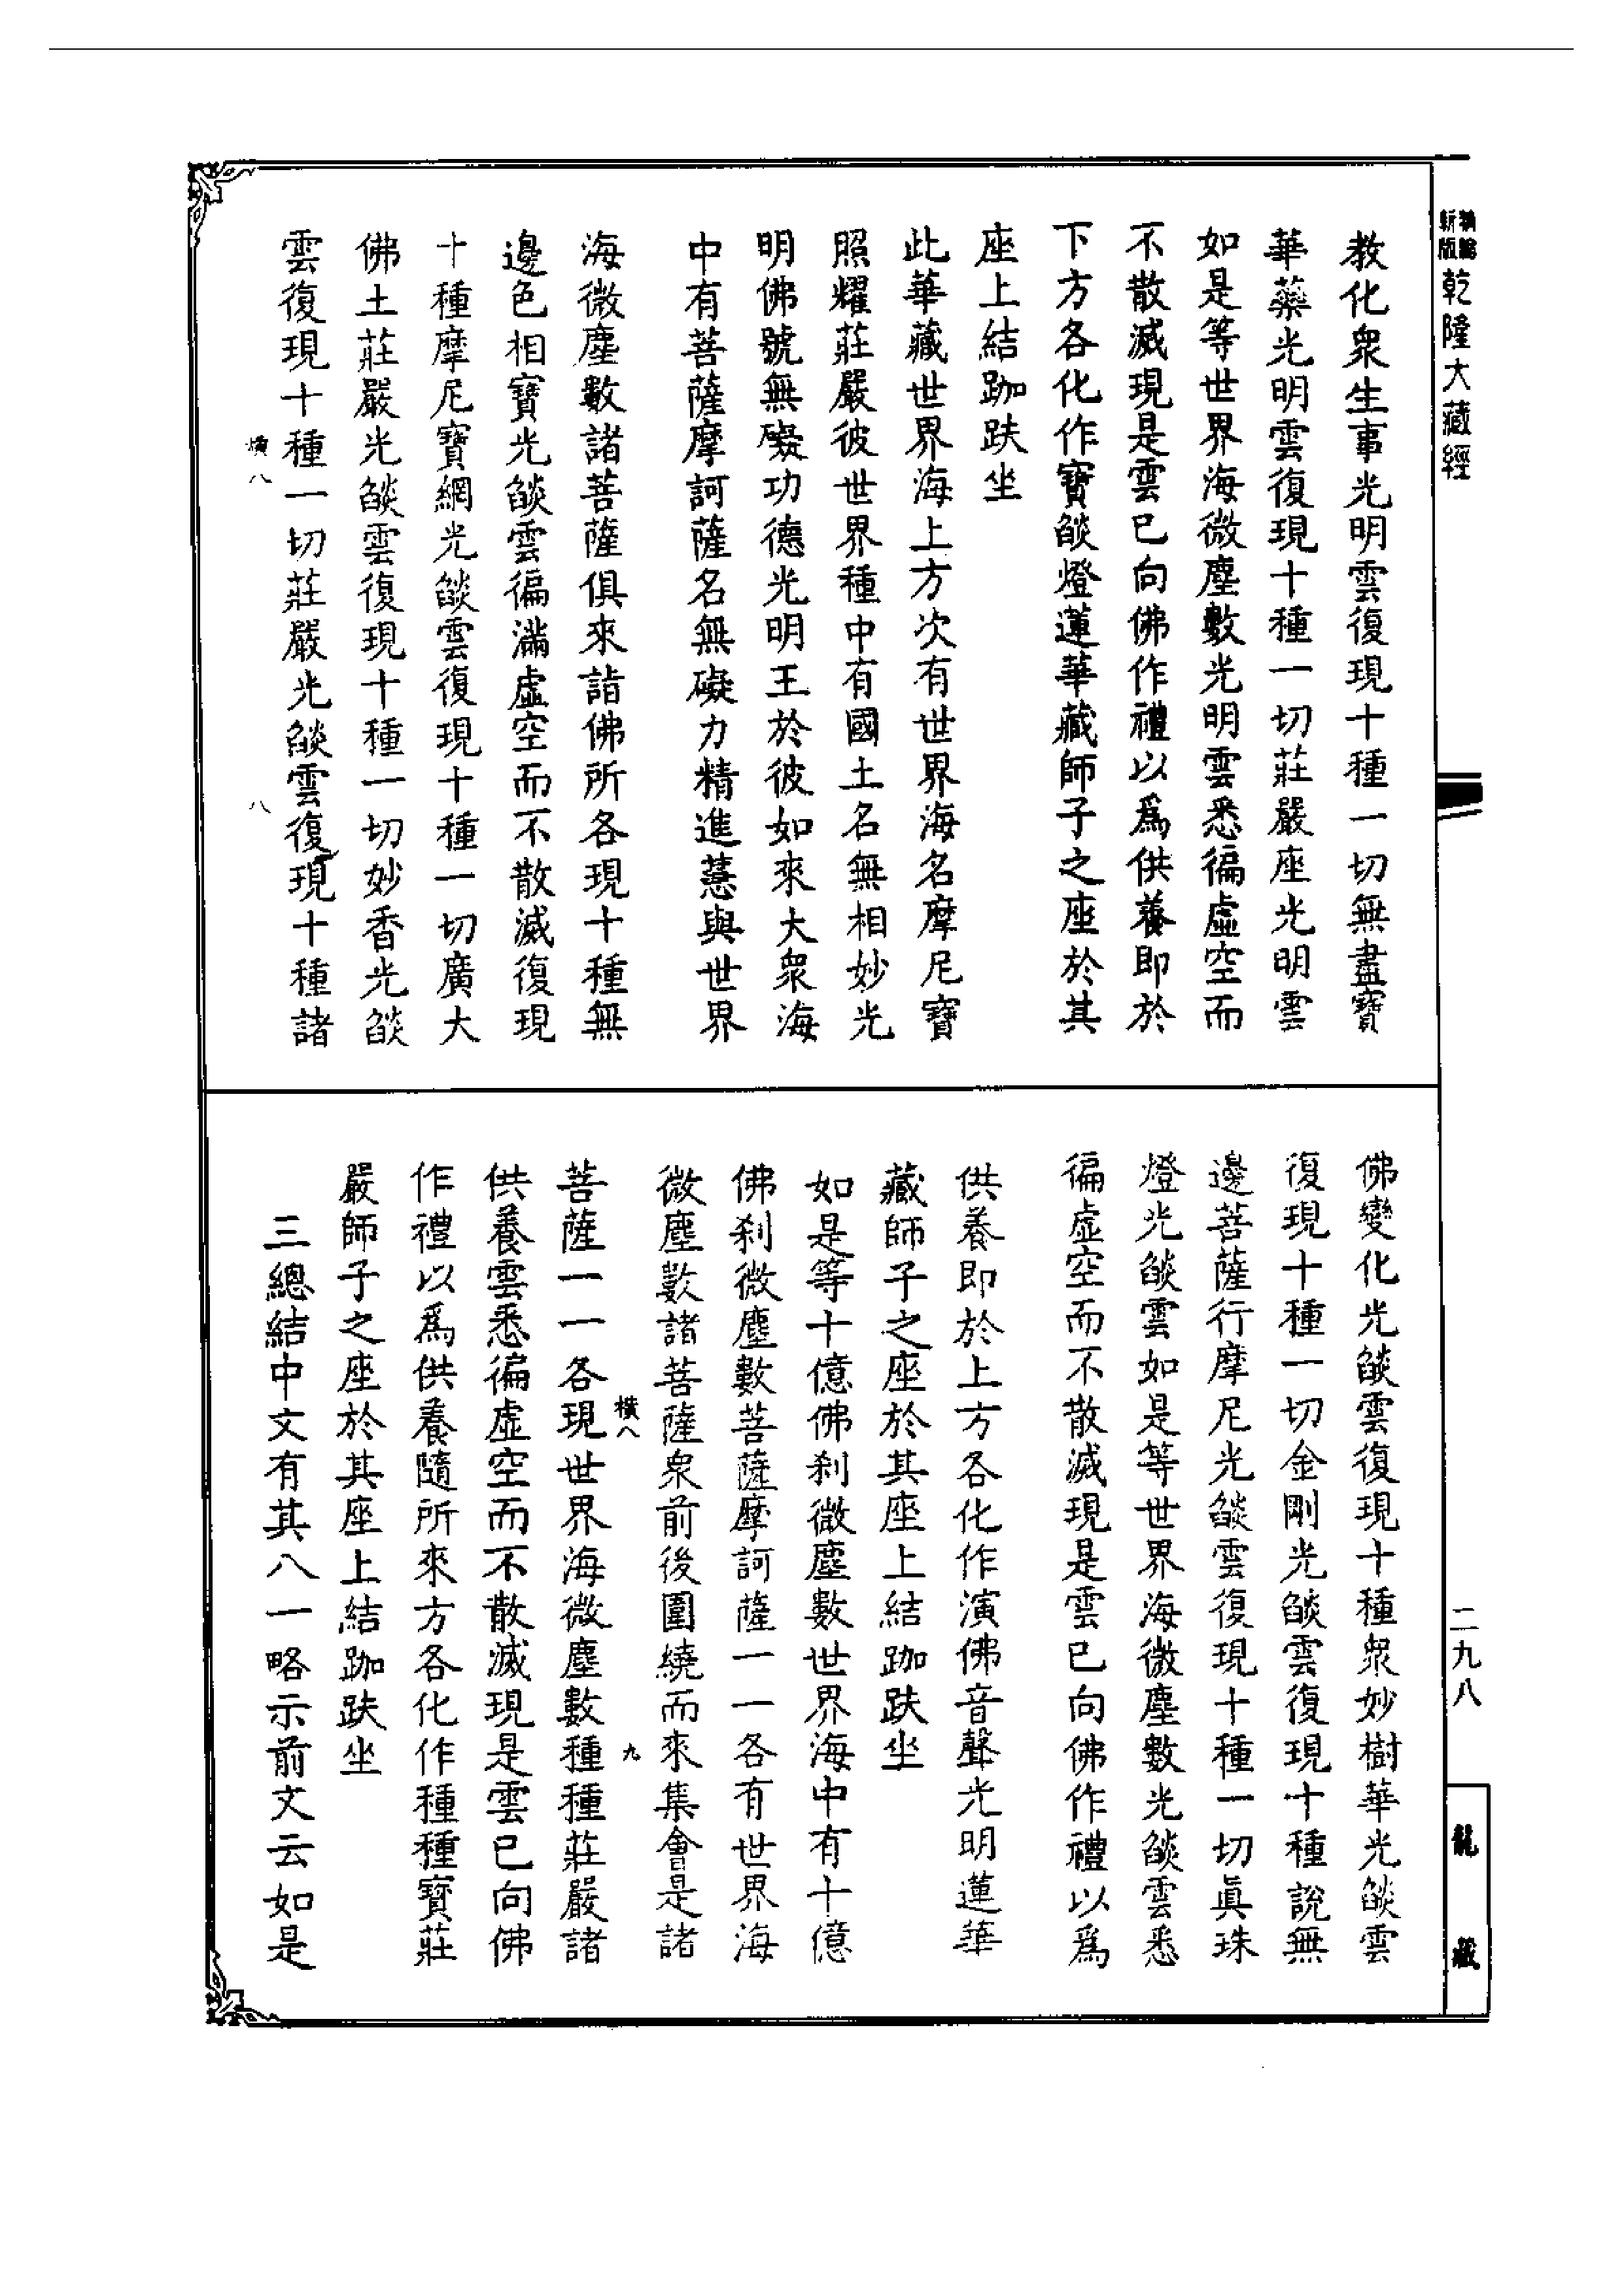 新編
新版
乾隆大藏經
教化衆生事光明雲復現十種一切無盡寶
華藥光明雲復現十種一切莊嚴座光明雲
如是等世界海微塵數光明雲悉徧虛空而
不散滅現是雲已向佛作禮以爲供養即於
下方各化作寶燄燈蓮華藏師子之座於其
座上結跏趺坐
此華藏世界海上方次有世界海名摩尼寶
照耀莊嚴彼世界種中有國土名無相妙光
明佛號無礙功德光明王於彼如來大衆海
中有菩薩摩訶薩名無礙力精進慧與世界
海微塵數諸菩薩俱來詣佛所各現十種無
邊色相寶光燄雲徧滿虛空而不散滅復現
十種摩尼寶網光燄雲復現十種一切廣大
佛土莊嚴光燄雲復現十種一切妙香光燄
雲復現十種一切莊嚴光燄雲復現十種諸
橫八
八
佛變化光燄雲復現十種衆妙樹華光燄雲
復現十種一切金剛光燄雲復現十種說無
邊菩薩行摩尼光燄雲復現十種一切眞珠
燈光燄雲如是等世界海微塵數光燄雲悉
徧虛空而不散滅現是雲已向佛作禮以爲
供養即於上方各化作演佛音聲光明蓮華
藏師子之座於其座上結跏趺坐
如是等十億佛刹微塵數世界海中有十億
佛刹微塵數菩薩摩訶薩一一各有世界海
微塵數諸菩薩衆前後圍繞而來集會是諸
橫八
九
菩薩一一各現世界海微塵數種種莊嚴諸
供養雲悉徧虛空而不散滅現是雲已向佛
作禮以爲供養隨所來方各化作種種寶莊
嚴師子之座於其座上結跏趺坐
三總結中文有其八一略示前文云如是
二九八
龍藏